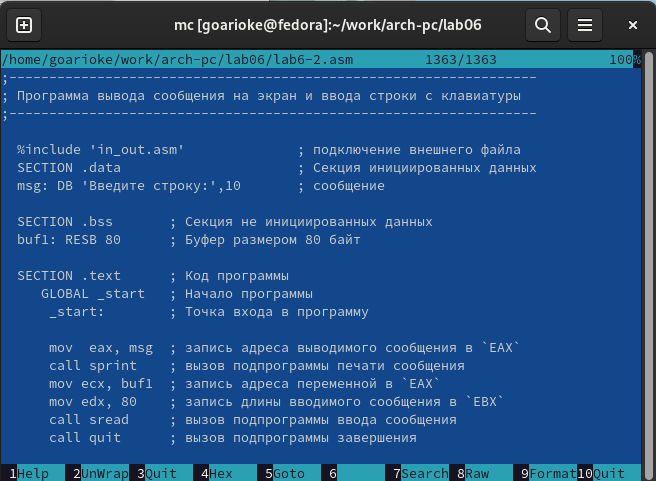 mc [goarioke@fedora]:~/work/arch-pc/lab06
/home/goarioke/work/arch-pc/lab06/lab6-2.asm 1363/1363 100%
;------------------------------------------------------------------
; Программа вывода сообщения на экран и ввода строки с клавиатуры
;------------------------------------------------------------------
%include 'in_out.asm' ; подключение внешнего файла
SECTION .data ; Секция инициированных данных
msg: DB 'Введите строку:',10 ; сообщение
SECTION .bss ; Секция не инициированных данных
buf1: RESB 80 ; Буфер размером 80 байт
SECTION .text ; Код программы
GLOBAL _start ; Начало программы
_start: ; Точка входа в программу
mov eax, msg ; запись адреса выводимого сообщения в `EAX`
call sprint ; вызов подпрограммы печати сообщения
mov ecx, buf1 ; запись адреса переменной в `EAX`
mov edx, 80 ; запись длины вводимого сообщения в `EBX`
call sread ; вызов подпрограммы ввода сообщения
call quit ; вызов подпрограммы завершения
1Help 2UnWrap 3Quit 4Hex 5Goto 6 7Search 8Raw 9Format 10Quit